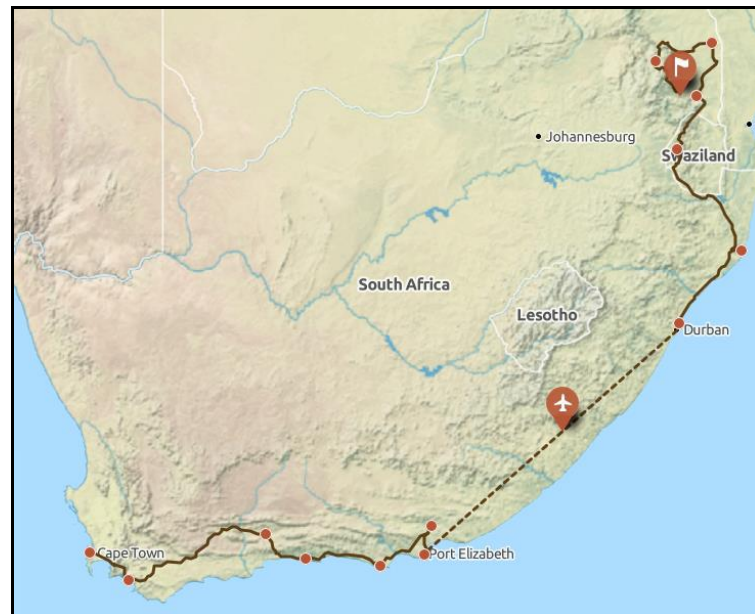 Johannesburg
Swaziland
South Africa
Lesotho
Durban
Cape Town
Port Elizabeth